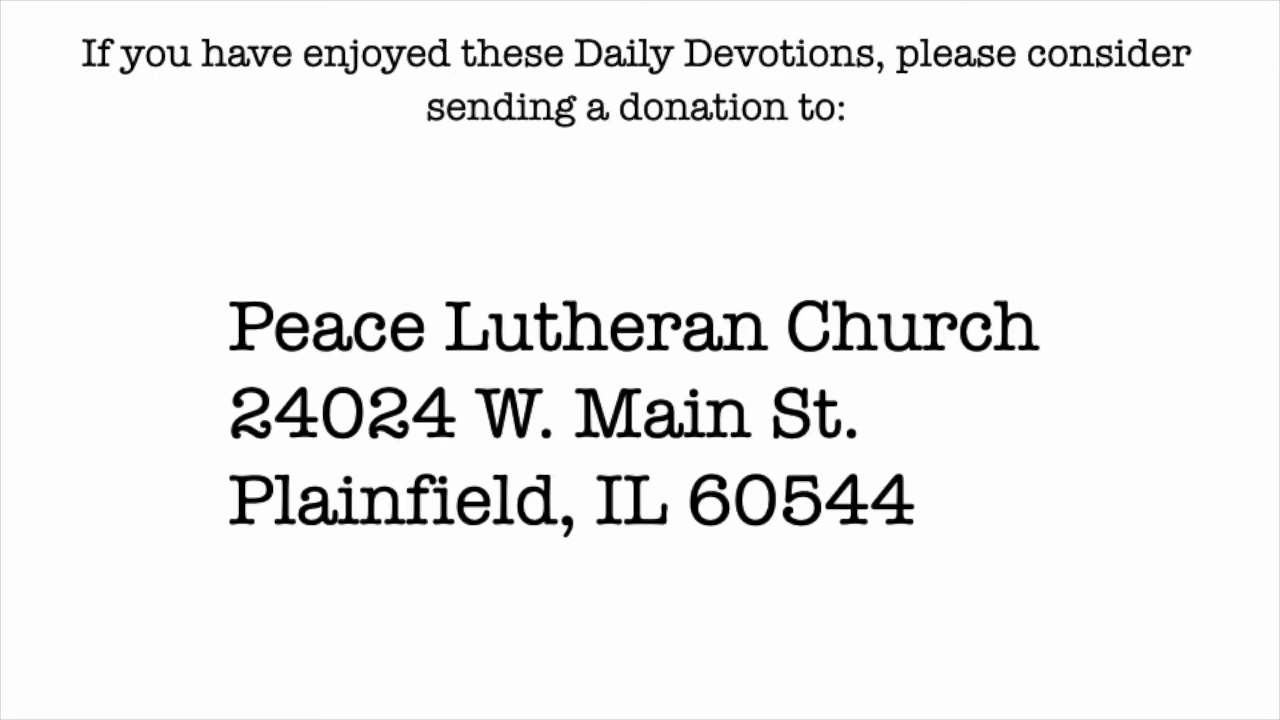 If you have enjoyed these Daily Devotions, please consider
sending a donation to:
Peace Lutheran Church
24024 W. Main St.
Plainfield, IL 60544